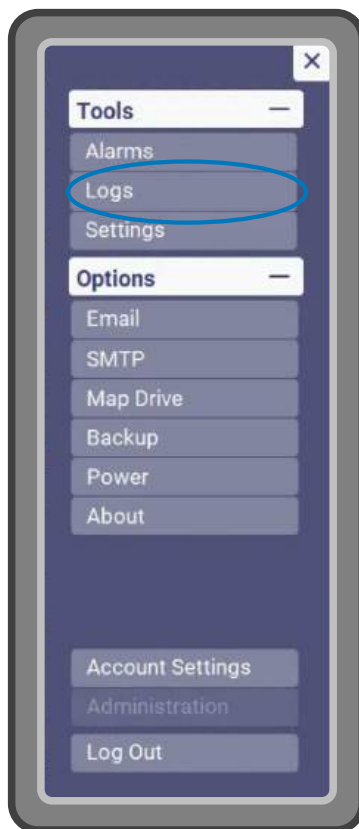 ×
Tools —
Alarms
Logs
Settings
Options —
Email
SMTP
Map Drive
Backup
Power
About
Account Settings
Administration
Log Out